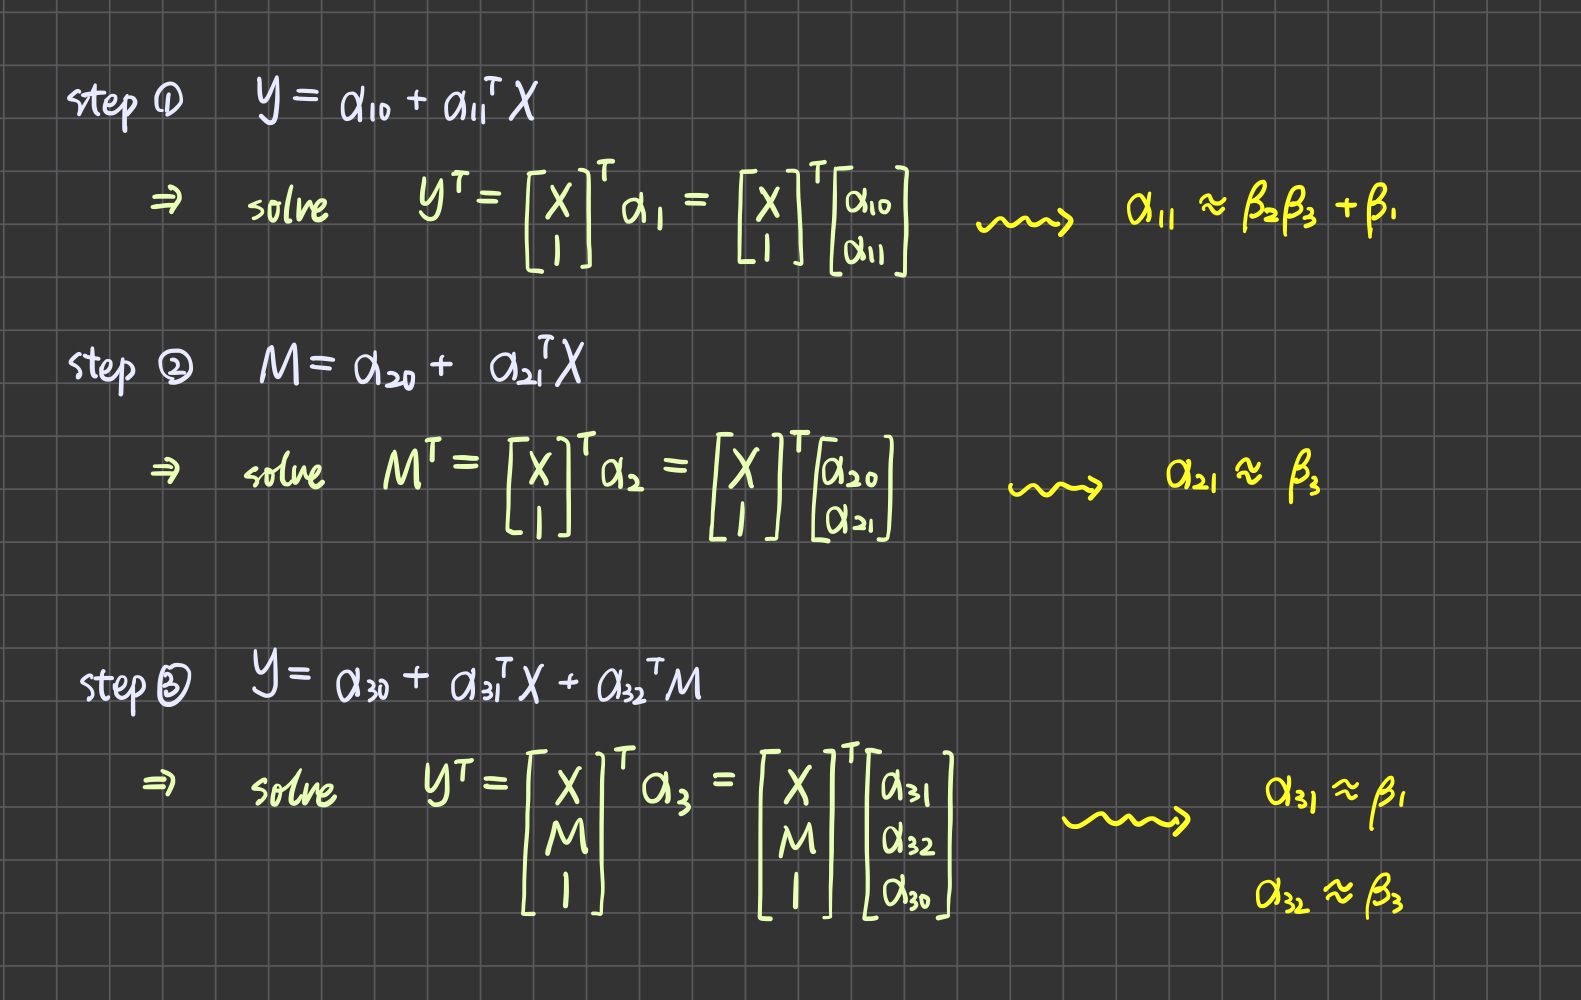 step ① y = α₁₀ + α₁₁ᵀ X
⇒ solve yᵀ = [X; 1]ᵀ α₁ = [X; 1]ᵀ [α₁₀; α₁₁] ⇝ α₁₁ ≈ β₂β₃ + β₁
step ② M = α₂₀ + α₂₁ᵀ X
⇒ solve Mᵀ = [X; 1]ᵀ α₂ = [X; 1]ᵀ [α₂₀; α₂₁] ⇝ α₂₁ ≈ β₃
step ③ y = α₃₀ + α₃₁ᵀ X + α₃₂ᵀ M
⇒ solve yᵀ = [X; M; 1]ᵀ α₃ = [X; M; 1]ᵀ [α₃₁; α₃₂; α₃₀] ⇝ α₃₁ ≈ β₁
α₃₂ ≈ β₃